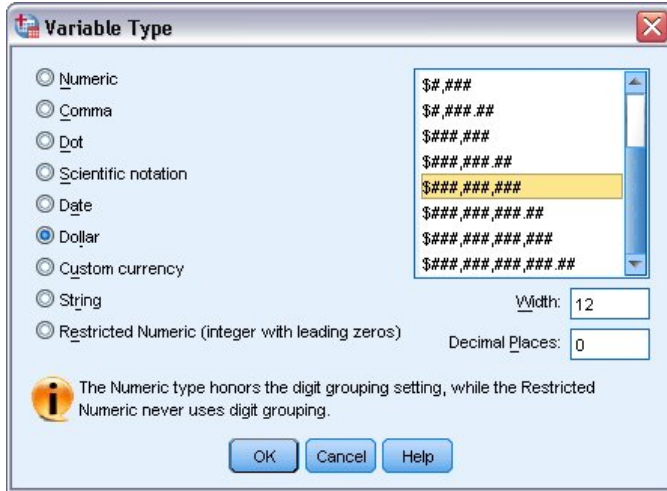 Variable Type
Numeric
Comma
Dot
Scientific notation
Date
Dollar
Custom currency
String
Restricted Numeric (integer with leading zeros)
$#,###
$#,###.##
$###,###
$###,###.##
$###,###,###
$###,###,###.##
$###,###,###,###
$###,###,###,###.##
Width: 12
Decimal Places: 0
The Numeric type honors the digit grouping setting, while the Restricted
Numeric never uses digit grouping.
OK Cancel Help